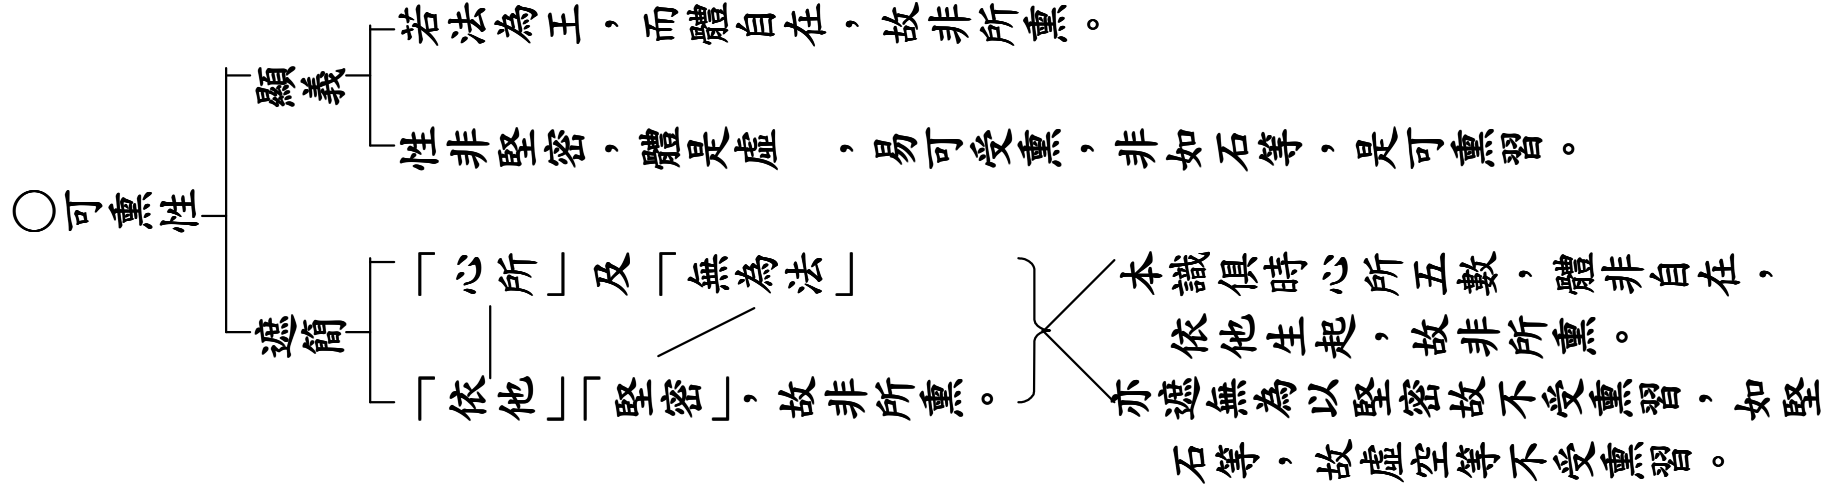 ○可熏性
顯義
若法為王，而體自在，故非所熏。
性非堅密，體是虛　，易可受熏，非如石等，是可熏習。
遮簡
「心所」及「無為法」
「依他」「堅密」，故非所熏。
本識俱時心所五數，體非自在，
依他生起，故非所熏。
亦遮無為以堅密故不受熏習，如堅
石等，故虛空等不受熏習。